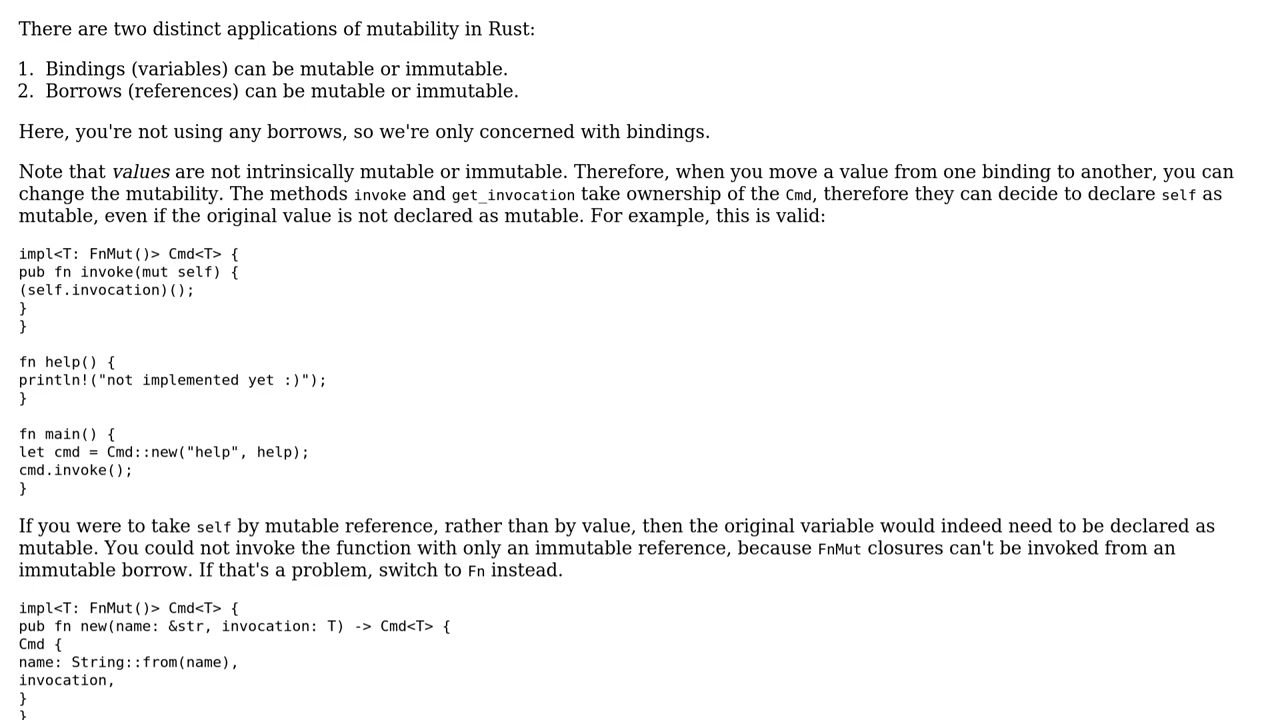 There are two distinct applications of mutability in Rust:
1. Bindings (variables) can be mutable or immutable.
2. Borrows (references) can be mutable or immutable.
Here, you're not using any borrows, so we're only concerned with bindings.
Note that values are not intrinsically mutable or immutable. Therefore, when you move a value from one binding to another, you can
change the mutability. The methods invoke and get_invocation take ownership of the Cmd, therefore they can decide to declare self as
mutable, even if the original value is not declared as mutable. For example, this is valid:
impl<T: FnMut()> Cmd<T> {
pub fn invoke(mut self) {
(self.invocation)();
}
}
fn help() {
println!("not implemented yet :)");
}
fn main() {
let cmd = Cmd::new("help", help);
cmd.invoke();
}
If you were to take self by mutable reference, rather than by value, then the original variable would indeed need to be declared as
mutable. You could not invoke the function with only an immutable reference, because FnMut closures can't be invoked from an
immutable borrow. If that's a problem, switch to Fn instead.
impl<T: FnMut()> Cmd<T> {
pub fn new(name: &str, invocation: T) -> Cmd<T> {
Cmd {
name: String::from(name),
invocation,
}
}